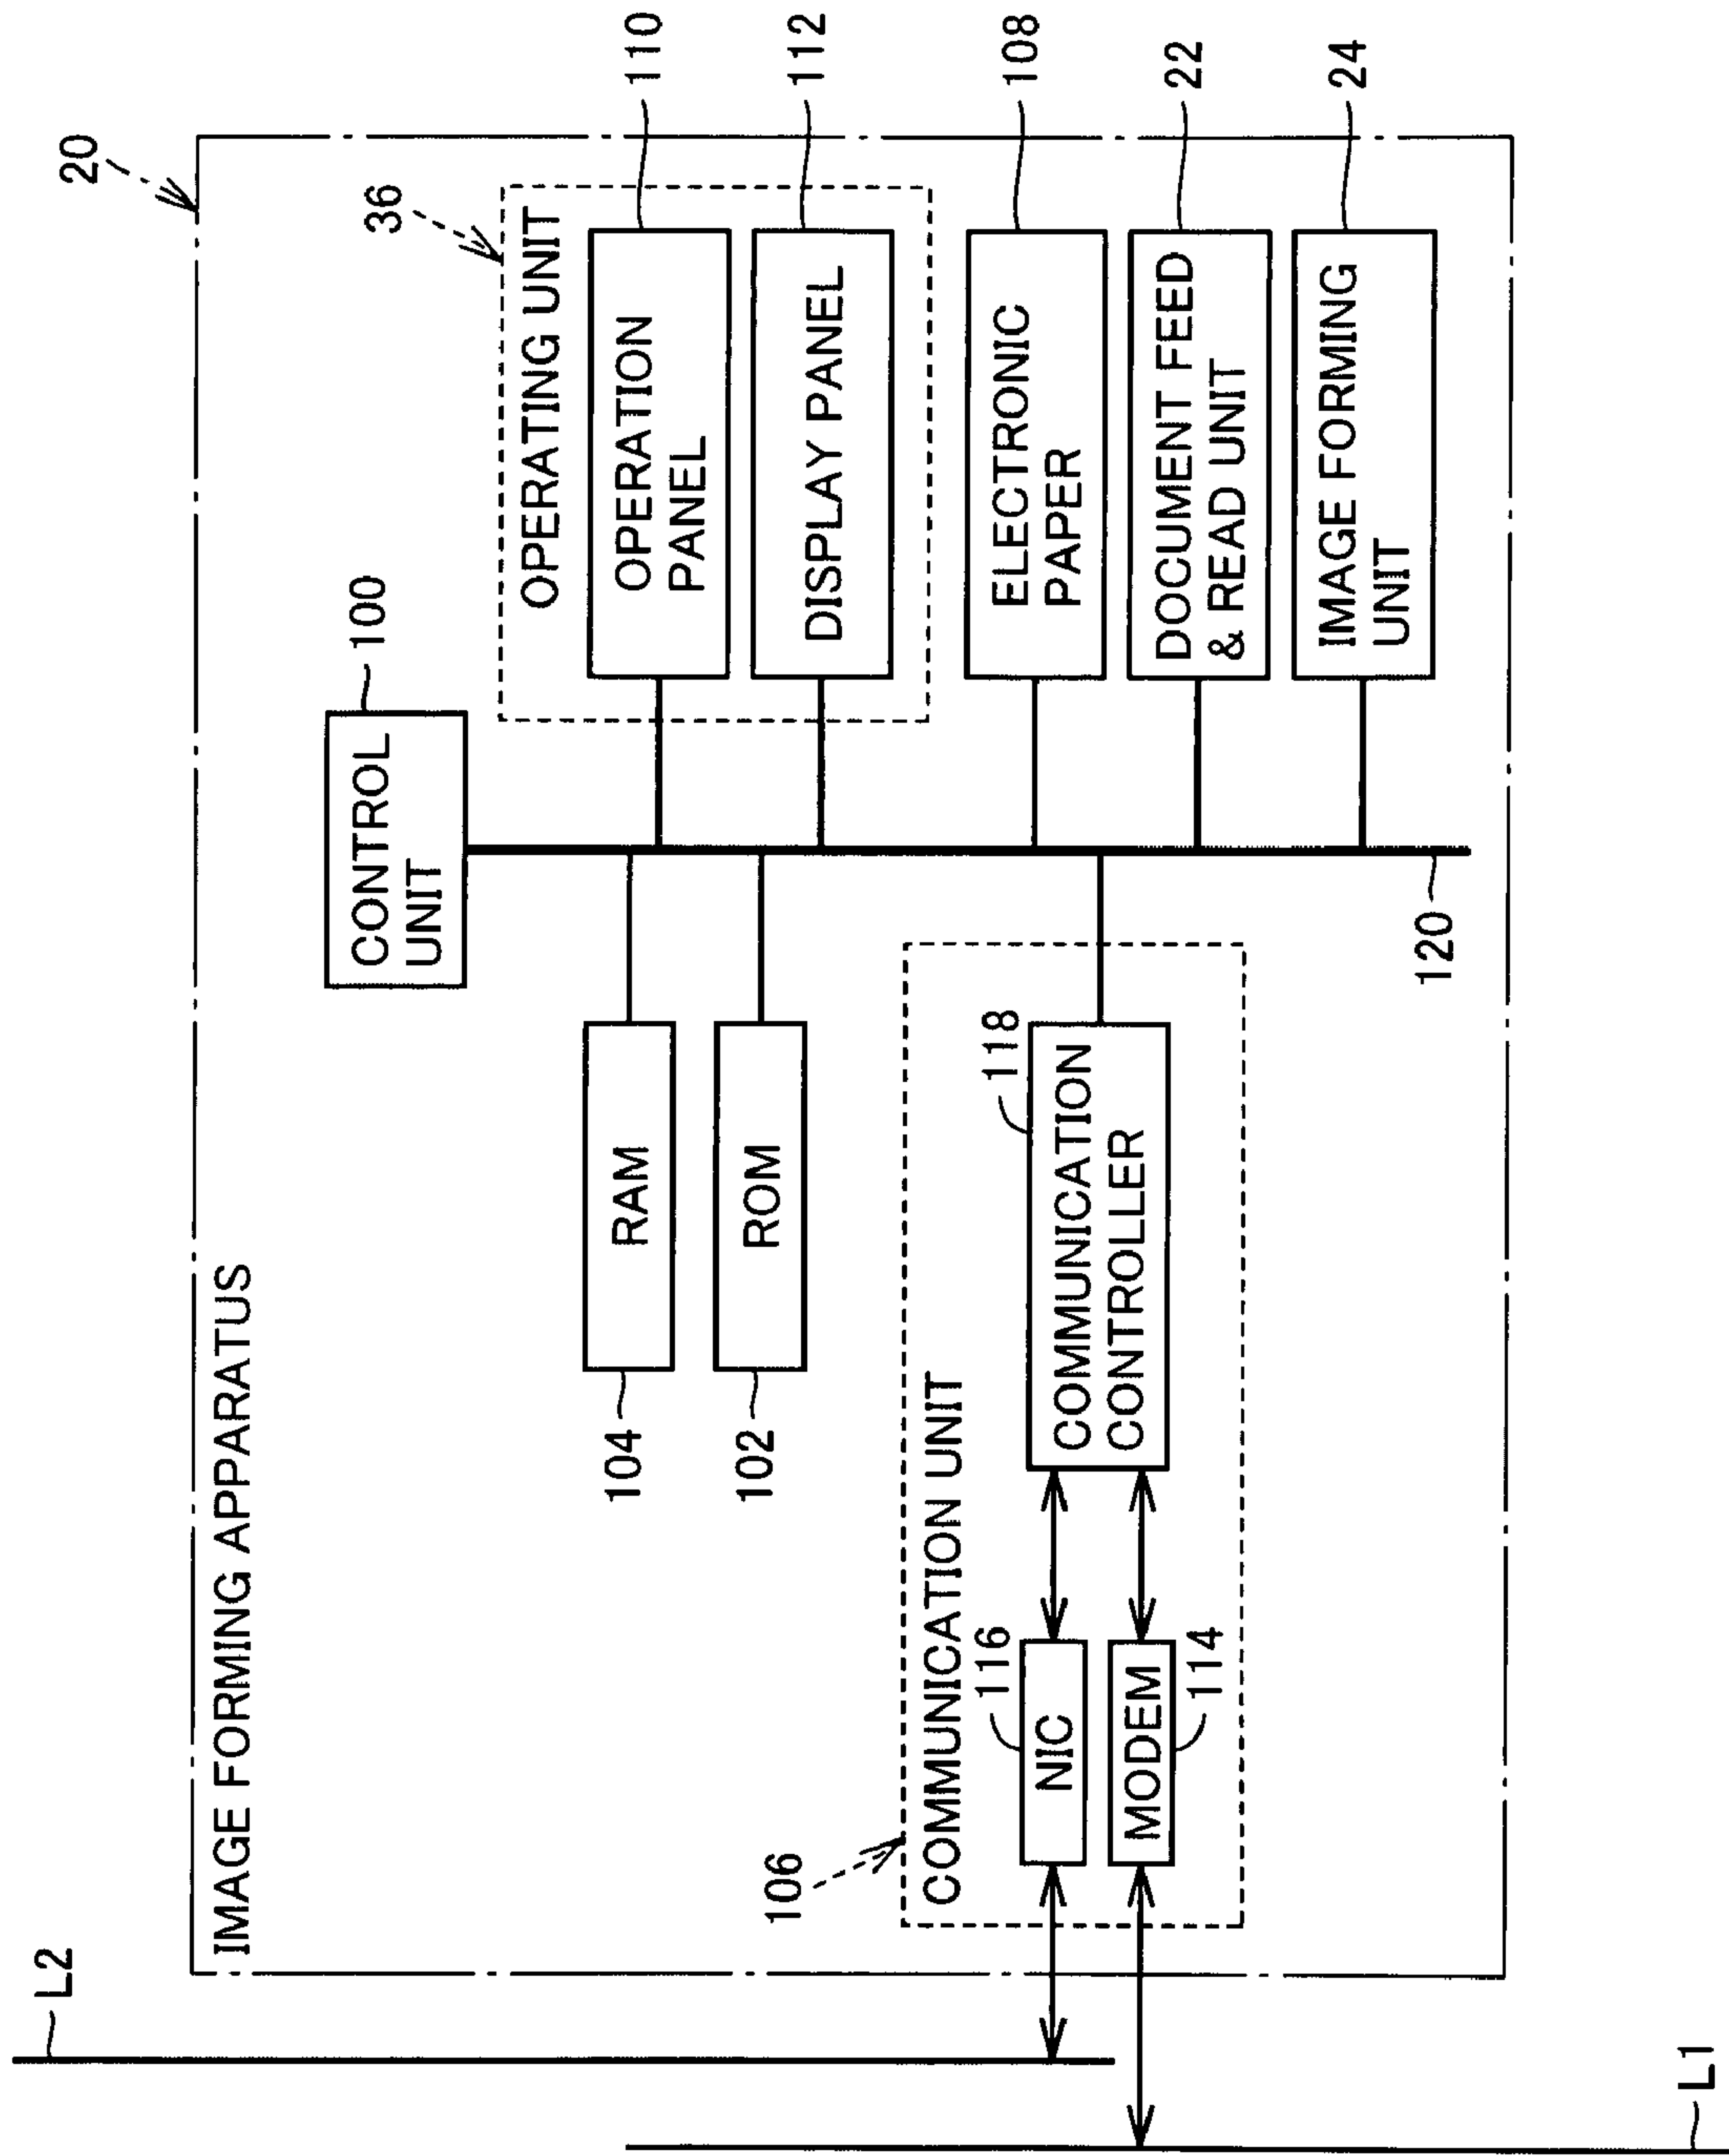 20
IMAGE FORMING APPARATUS
36
OPERATING UNIT
100
CONTROL
UNIT
OPERATION
PANEL
110
DISPLAY PANEL
112
104
RAM
102
ROM
ELECTRONIC
PAPER
108
DOCUMENT FEED
& READ UNIT
22
IMAGE FORMING
UNIT
24
L2
106
COMMUNICATION UNIT
116
NIC
118
COMMUNICATION
CONTROLLER
MODEM
114
120
L1